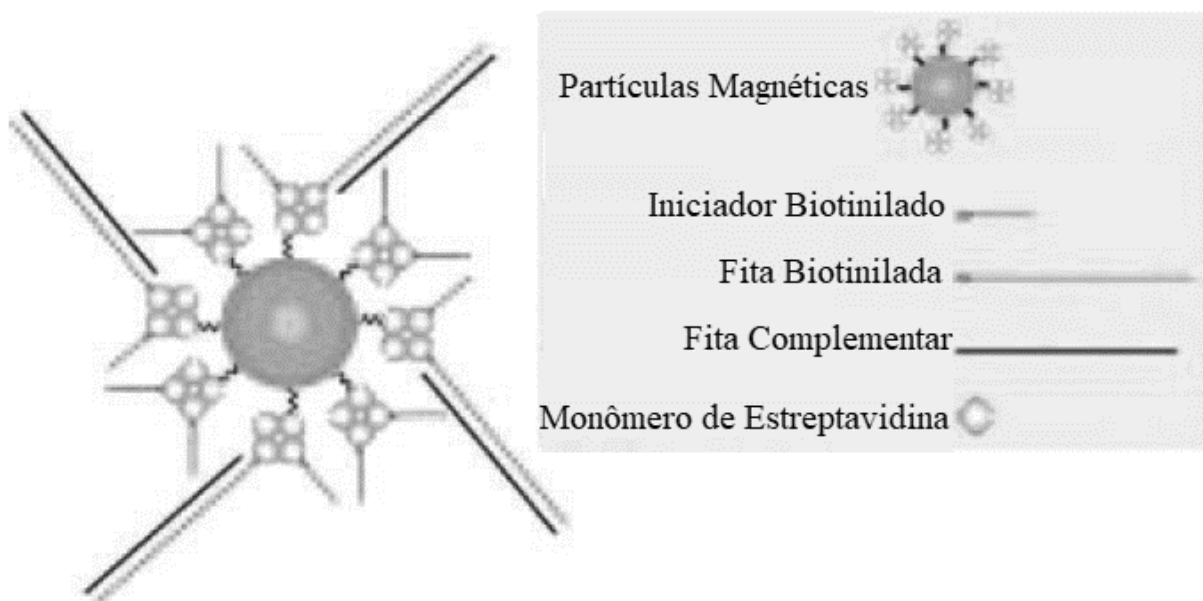 Partículas Magnéticas
Iniciador Biotinilado
Fita Biotinilada
Fita Complementar
Monômero de Estreptavidina